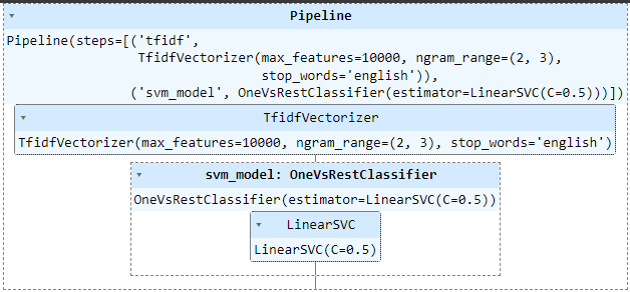 Pipeline
Pipeline(steps=[('tfidf',
TfidfVectorizer(max_features=10000, ngram_range=(2, 3),
stop_words='english')),
('svm_model', OneVsRestClassifier(estimator=LinearSVC(C=0.5)))])
TfidfVectorizer
TfidfVectorizer(max_features=10000, ngram_range=(2, 3), stop_words='english')
svm_model: OneVsRestClassifier
OneVsRestClassifier(estimator=LinearSVC(C=0.5))
LinearSVC
LinearSVC(C=0.5)